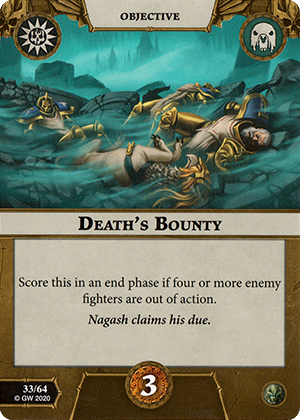 OBJECTIVE
DEATH'S BOUNTY
Score this in an end phase if four or more enemy
fighters are out of action.
Nagash claims his due.
33/64
© GW 2020
3